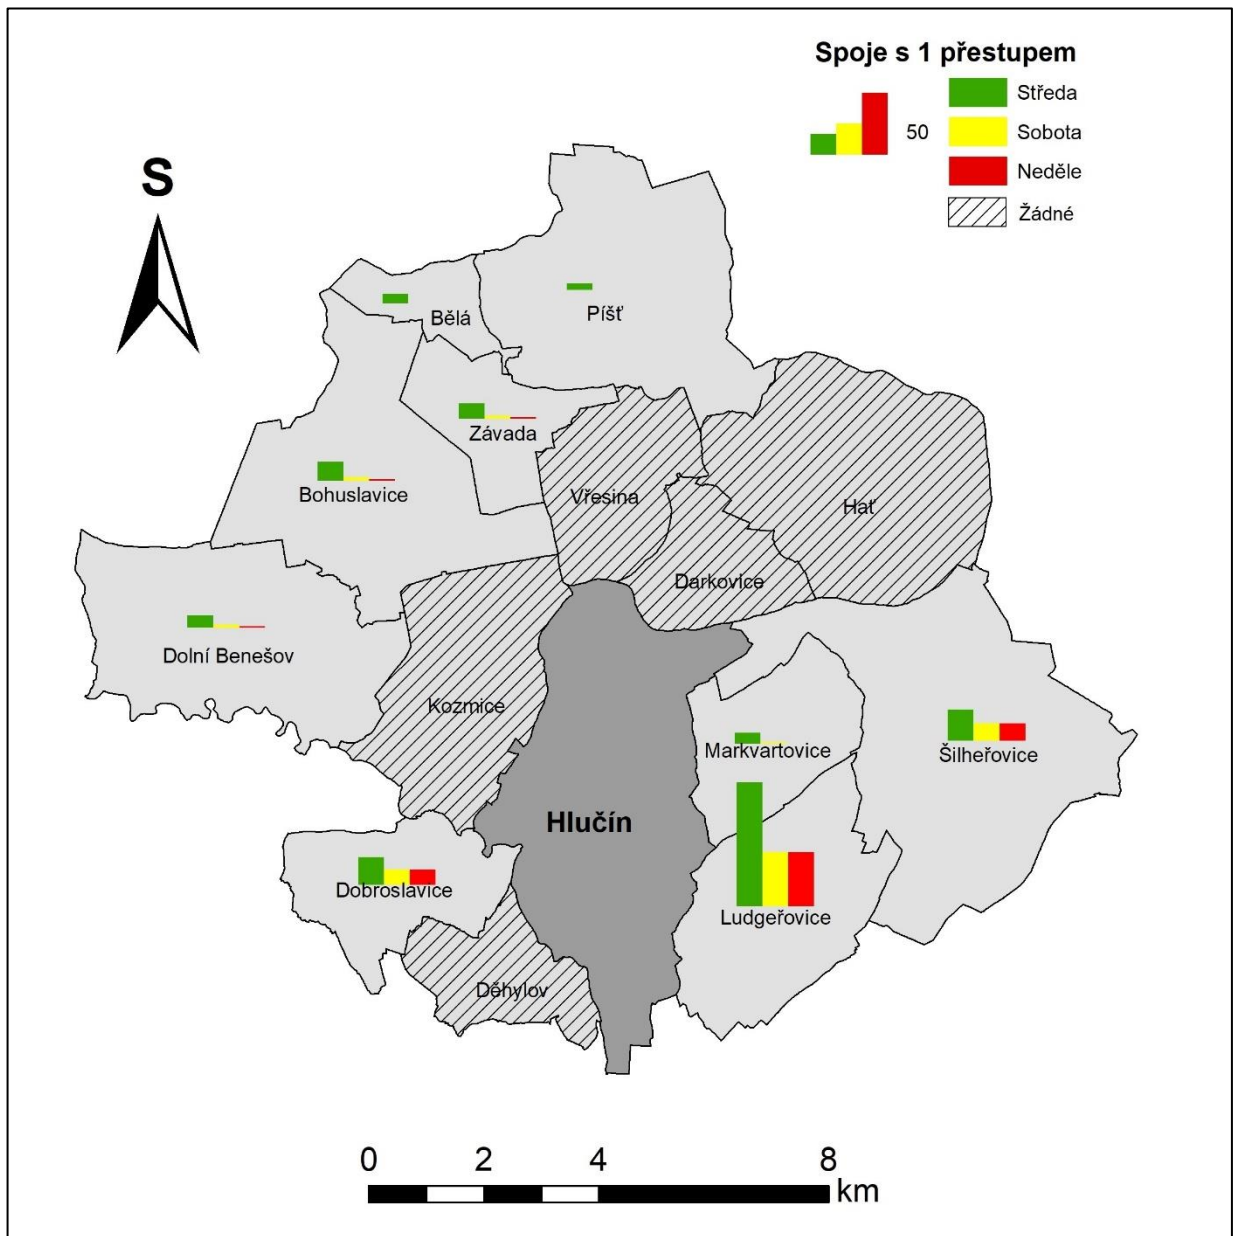 Spoje s 1 přestupem
50
Středa
Sobota
Neděle
Žádné
S
Bělá
Píšť
Závada
Bohuslavice
Vřesina
Hať
Darkovice
Dolní Benešov
Kozmice
Markvartovice
Šilheřovice
Hlučín
Dobroslavice
Ludgeřovice
Děhylov
0 2 4 8
km